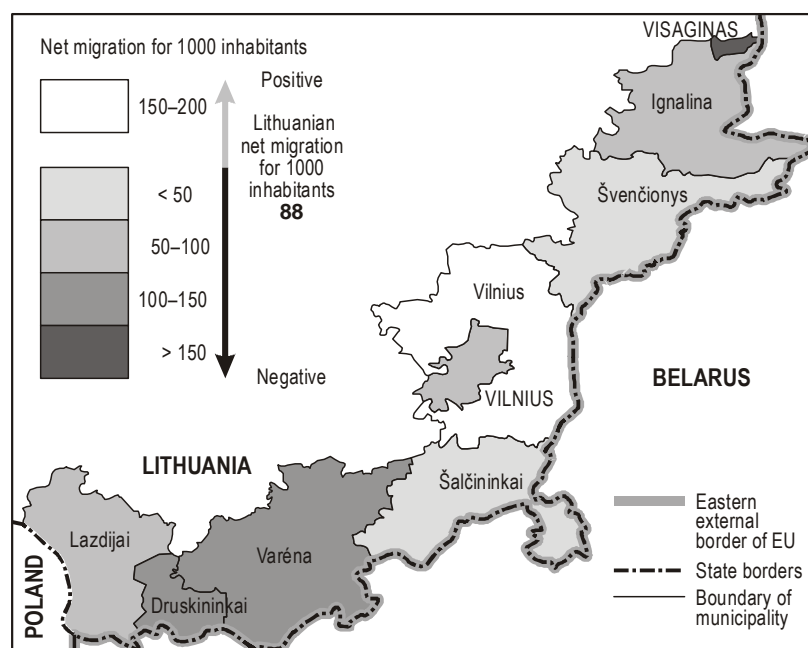 Net migration for 1000 inhabitants
150–200
< 50
50–100
100–150
> 150
Positive
Lithuanian
net migration
for 1000
inhabitants
88
Negative
VISAGINAS
Ignalina
Švenčionys
Vilnius
VILNIUS
BELARUS
LITHUANIA
Šalčininkai
Lazdijai
Varéna
Druskininkai
POLAND
Eastern
external
border of EU
State borders
Boundary of
municipality